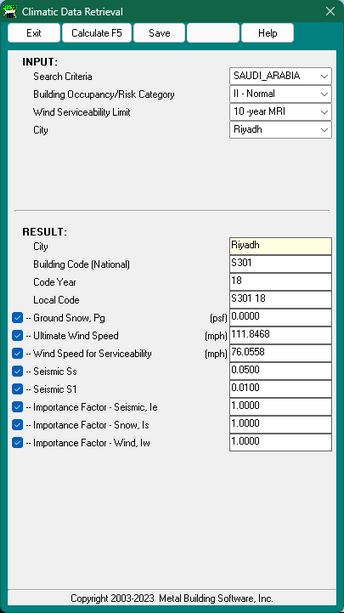 Climatic Data Retrieval
Exit Calculate F5 Save Help
INPUT:
Search Criteria SAUDI_ARABIA
Building Occupancy/Risk Category II - Normal
Wind Serviceability Limit 10 -year MRI
City Riyadh
RESULT:
City Riyadh
Building Code (National) S301
Code Year 18
Local Code S301 18
-- Ground Snow, Pg (psf) 0.0000
-- Ultimate Wind Speed (mph) 111.8468
-- Wind Speed for Serviceability (mph) 76.0558
-- Seismic Ss 0.0500
-- Seismic S1 0.0100
-- Importance Factor - Seismic, Ie 1.0000
-- Importance Factor - Snow, Is 1.0000
-- Importance Factor - Wind, Iw 1.0000
Copyright 2003-2023 Metal Building Software, Inc.